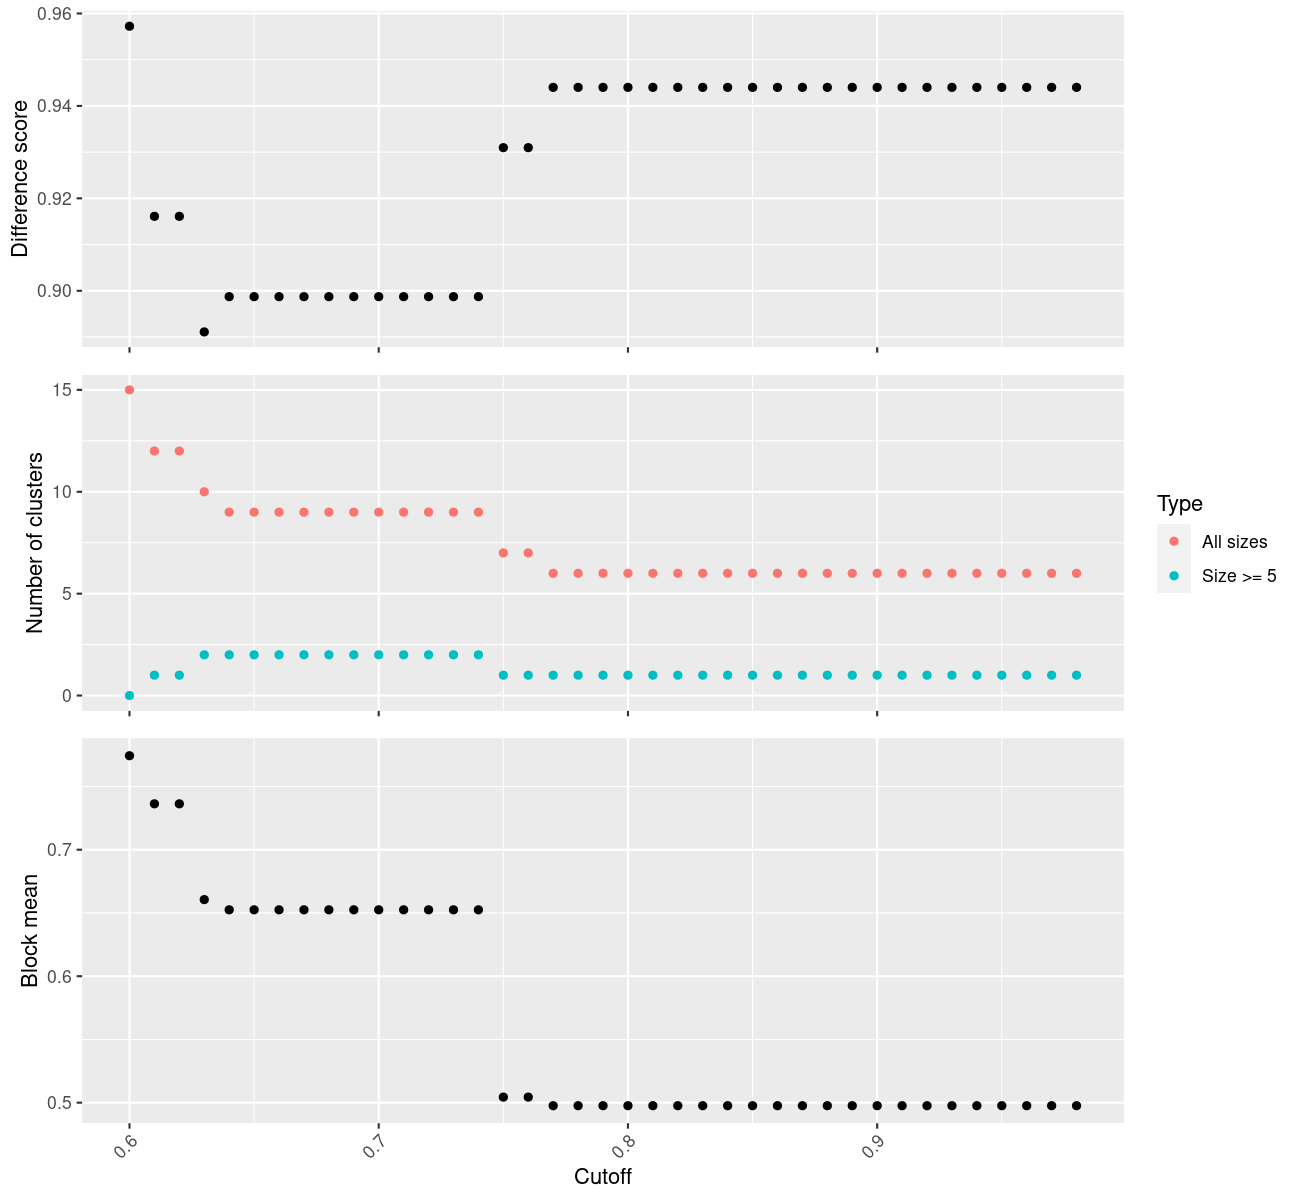 Difference score
0.96
0.94
0.92
0.90
Number of clusters
15
10
5
0
Type
All sizes
Size >= 5
Block mean
0.7
0.6
0.5
0.6
0.7
0.8
0.9
Cutoff